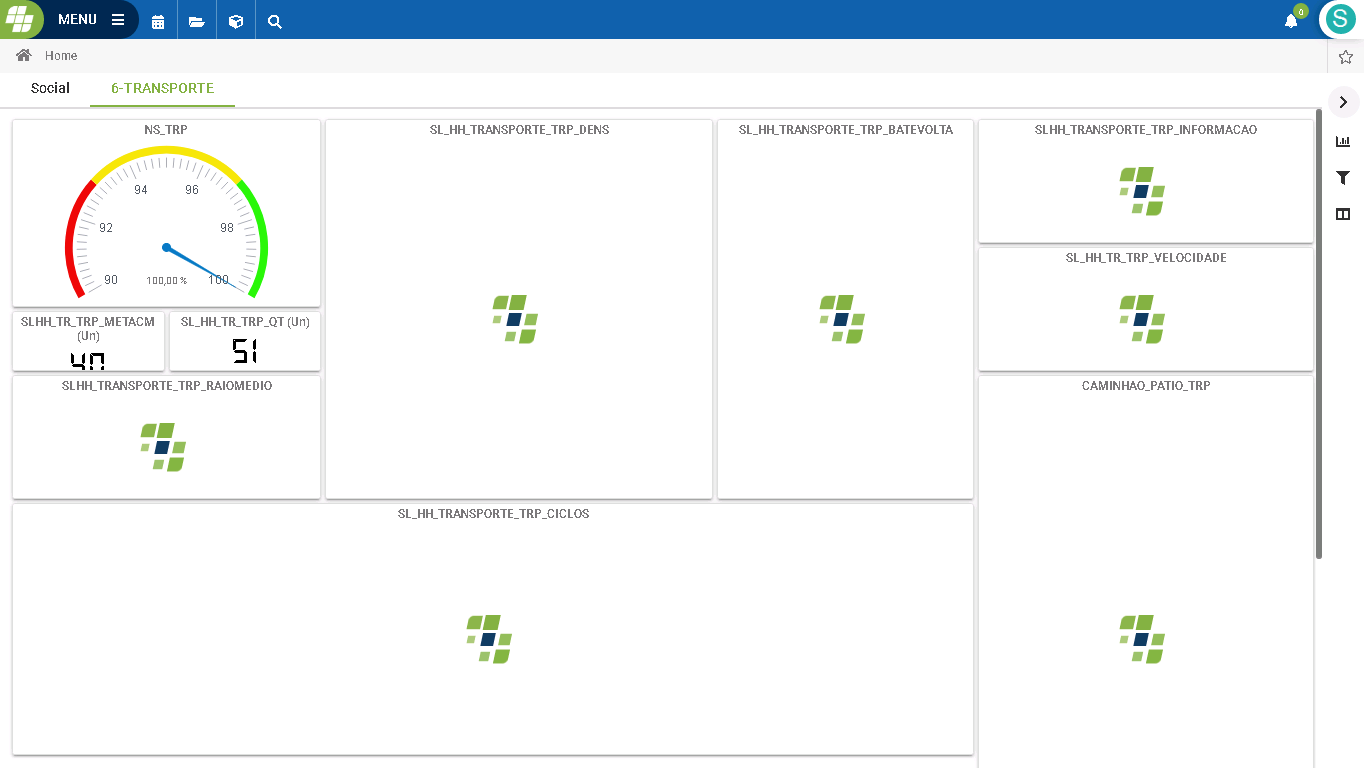 MENU
0
S
Home
Social
6-TRANSPORTE
NS_TRP
94
96
92
98
90
100,00 %
100
SL_HH_TRANSPORTE_TRP_DENS
SL_HH_TRANSPORTE_TRP_BATEVOLTA
SLHH_TRANSPORTE_TRP_INFORMACAO
SL_HH_TR_TRP_VELOCIDADE
SLHH_TR_TRP_METACM
(Un)
40
SL_HH_TR_TRP_QT (Un)
51
SLHH_TRANSPORTE_TRP_RAIOMEDIO
CAMINHAO_PATIO_TRP
SL_HH_TRANSPORTE_TRP_CICLOS